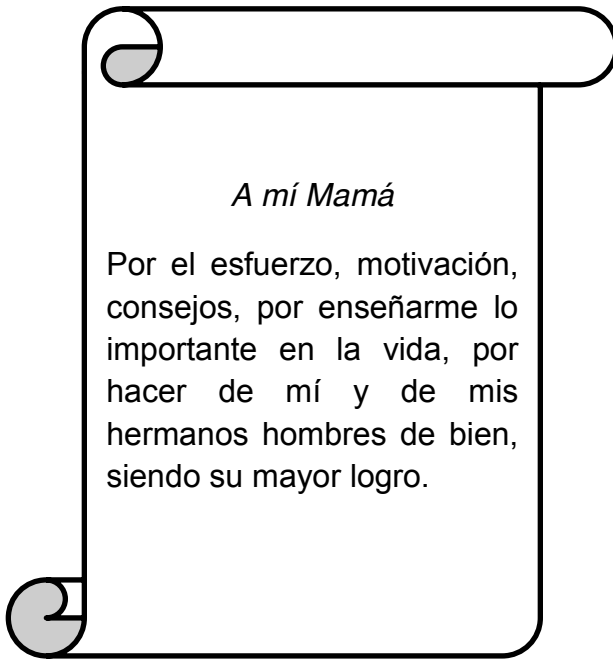 A mí Mamá
Por el esfuerzo, motivación,
consejos, por enseñarme lo
importante en la vida, por
hacer de mí y de mis
hermanos hombres de bien,
siendo su mayor logro.